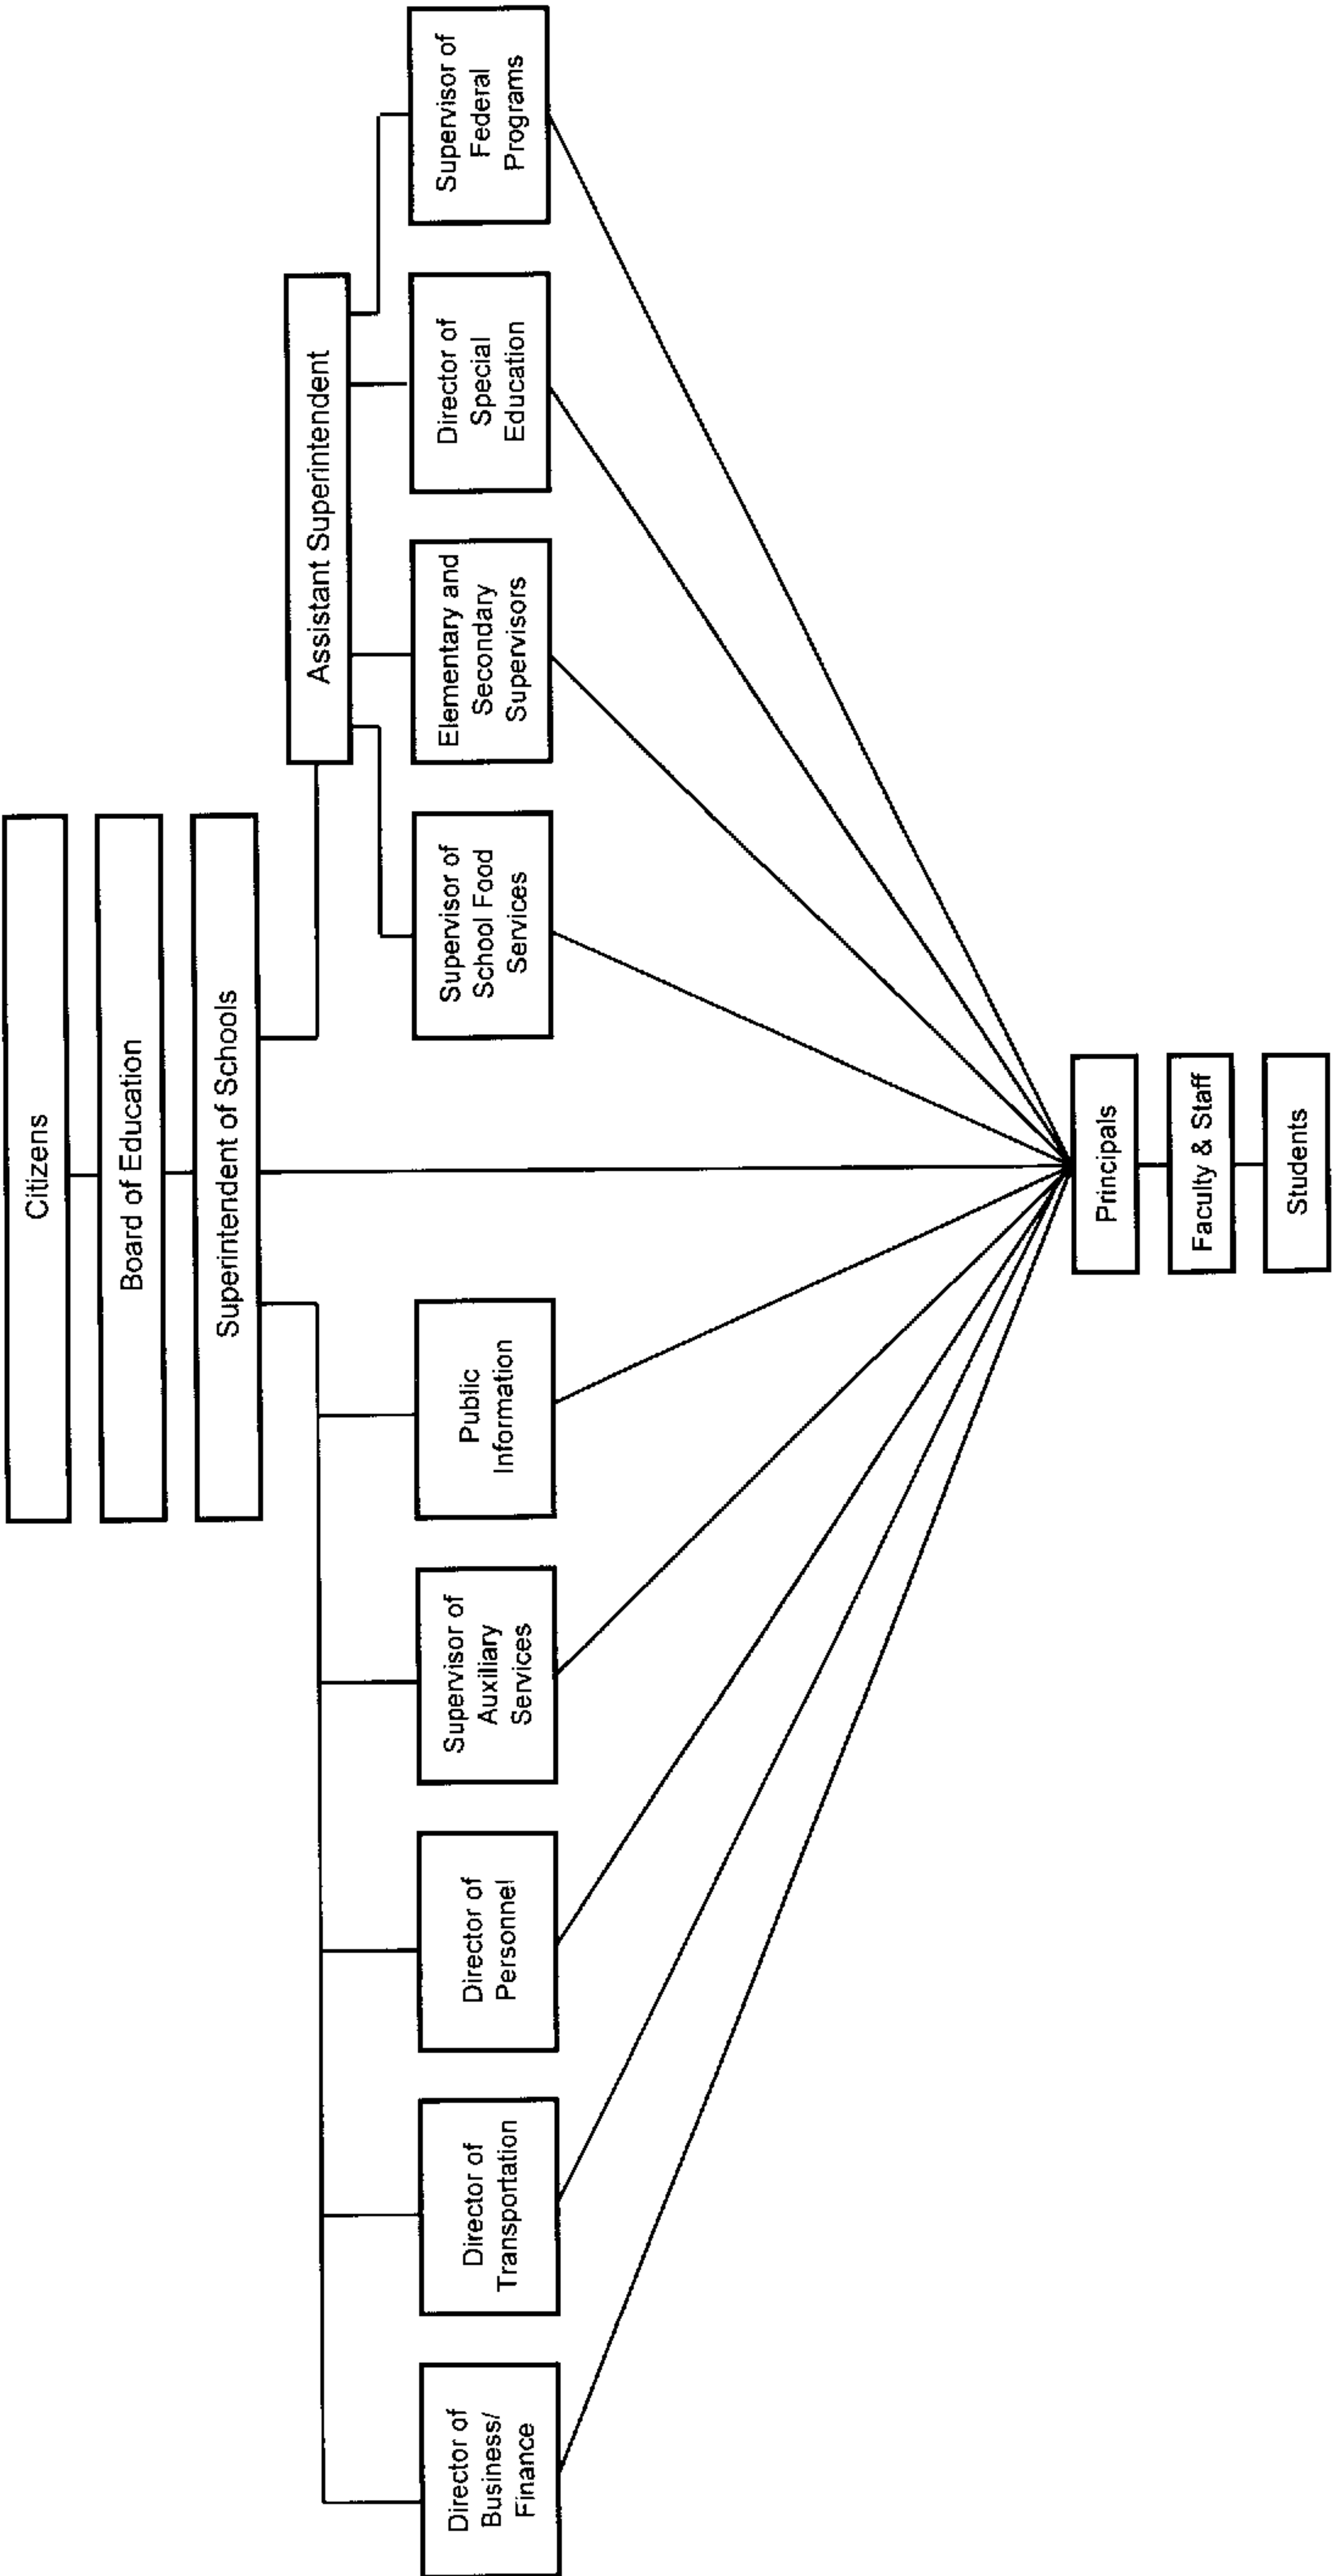 Citizens
Board of Education
Superintendent of Schools
Assistant Superintendent
Director of
Business/
Finance
Director of
Transportation
Director of
Personnel
Supervisor of
Auxiliary
Services
Public
Information
Supervisor of
School Food
Services
Elementary and
Secondary
Supervisors
Director of
Special
Education
Supervisor of
Federal
Programs
Principals
Faculty & Staff
Students